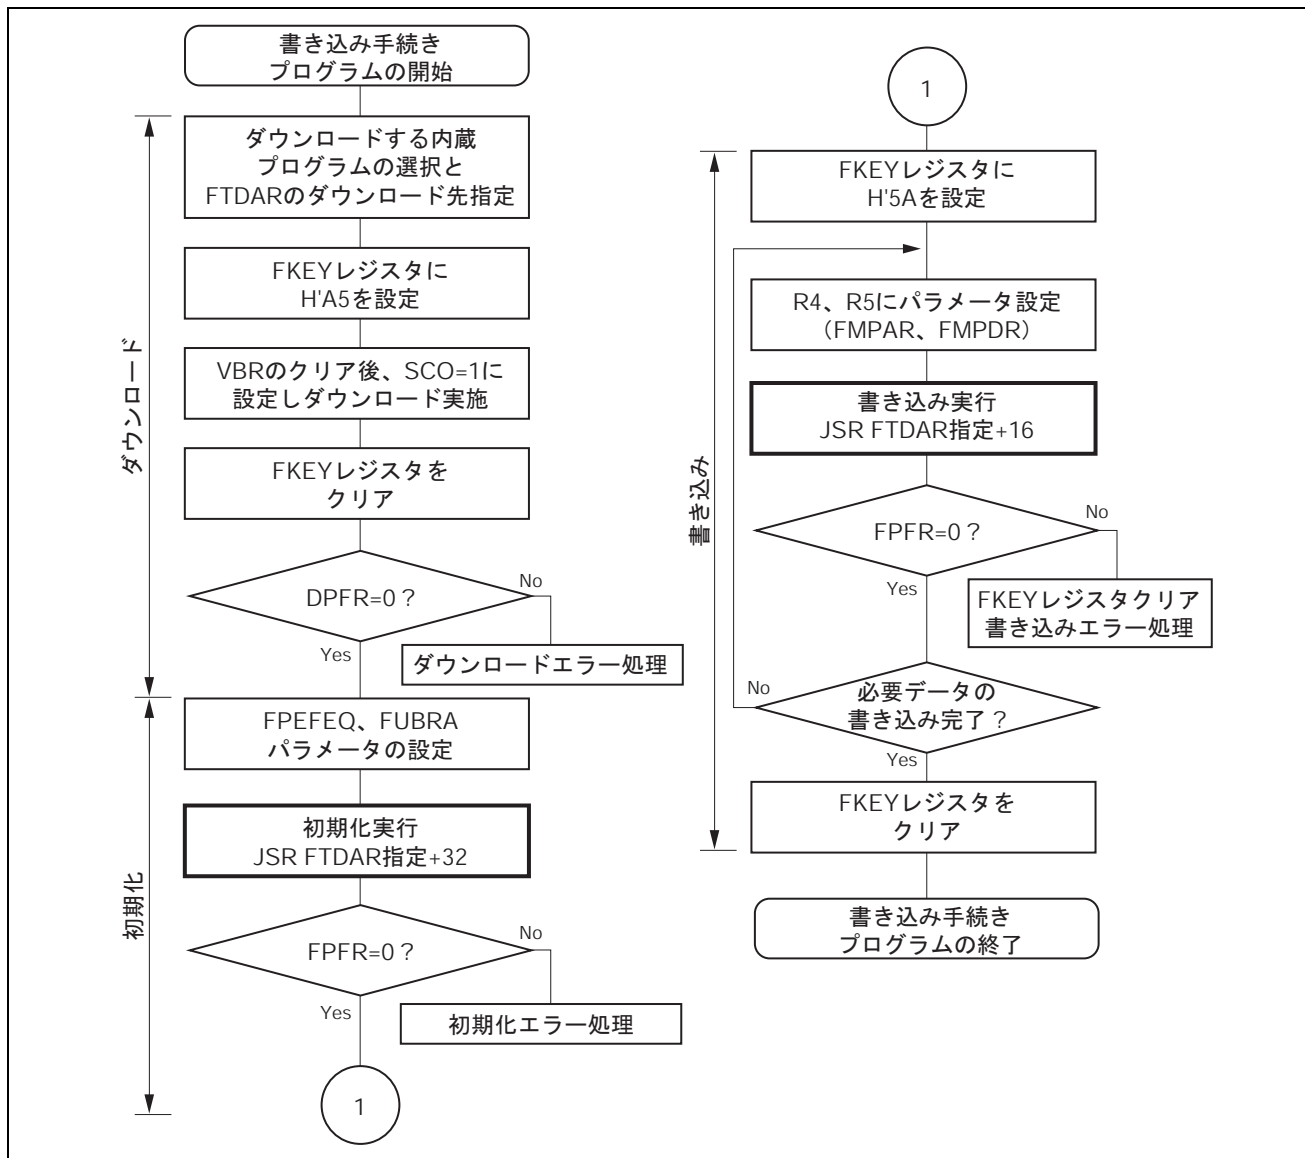 書き込み手続き
プログラムの開始
ダウンロード
ダウンロードする内蔵
プログラムの選択と
FTDARのダウンロード先指定
FKEYレジスタに
H'A5を設定
VBRのクリア後、SCO=1に
設定しダウンロード実施
FKEYレジスタを
クリア
DPFR=0？
No
Yes
ダウンロードエラー処理
初期化
FPEFEQ、FUBRA
パラメータの設定
初期化実行
JSR FTDAR指定+32
FPFR=0？
No
Yes
初期化エラー処理
1
1
書き込み
FKEYレジスタに
H'5Aを設定
R4、R5にパラメータ設定
（FMPAR、FMPDR）
書き込み実行
JSR FTDAR指定+16
FPFR=0？
No
Yes
FKEYレジスタクリア
書き込みエラー処理
No
必要データの
書き込み完了？
Yes
FKEYレジスタを
クリア
書き込み手続き
プログラムの終了